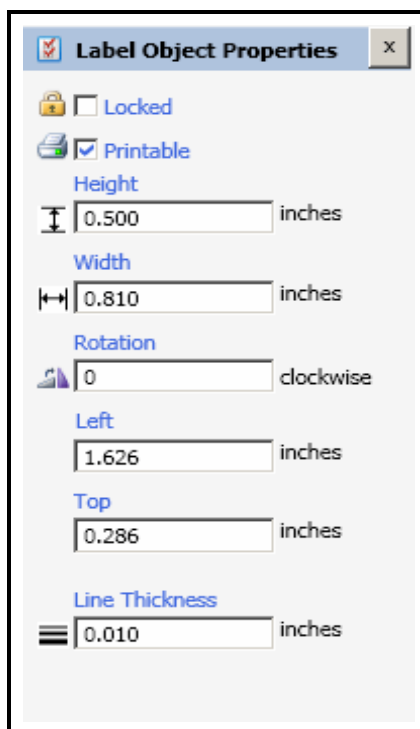 Label Object Properties x
Locked
Printable
Height
0.500 inches
Width
0.810 inches
Rotation
0 clockwise
Left
1.626 inches
Top
0.286 inches
Line Thickness
0.010 inches